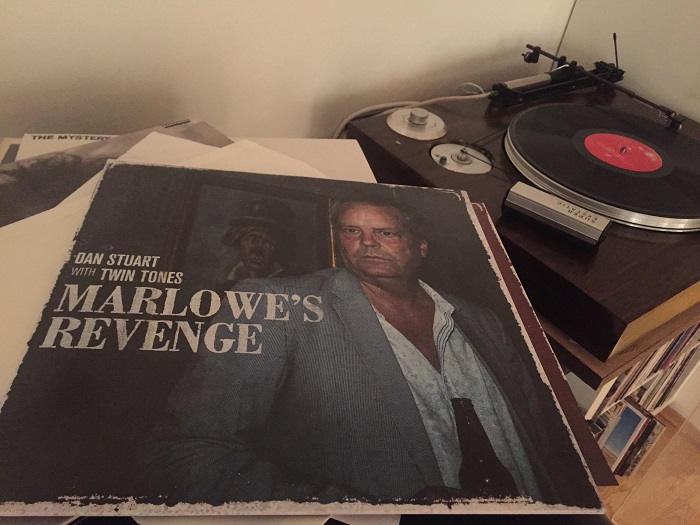 THE MYSTERY
DAN STUART
WITH TWIN TONES
MARLOWE'S
REVENGE